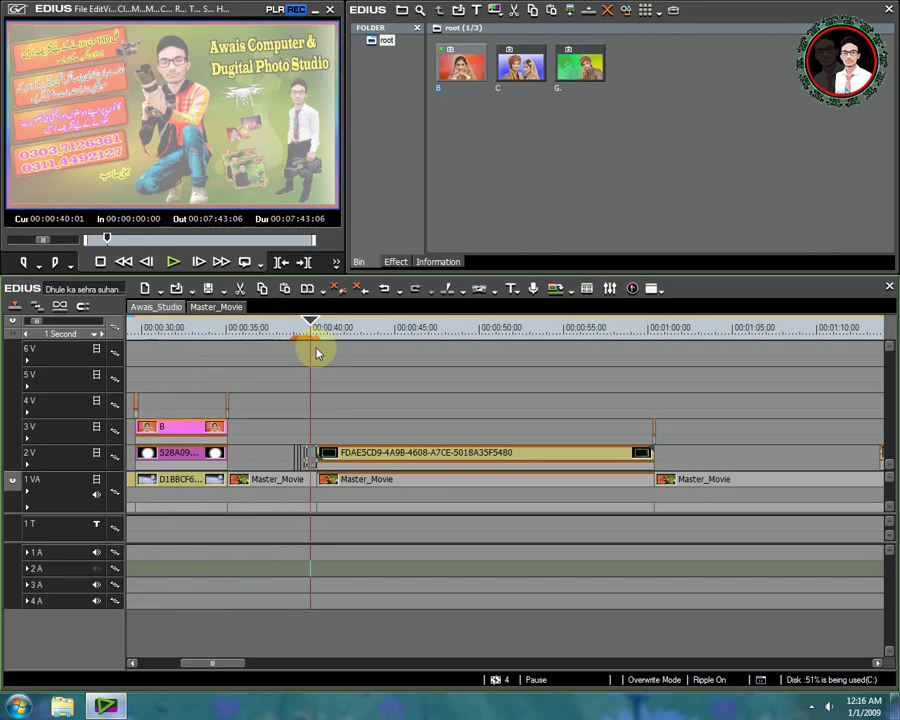 EDIUS File EditVi... C... M... C... R... T... S... H... PLR REC
Awais Computer &
Dugital Photo Studio
0303.7126361
0311.4492127
Cur 00:00:40:01 In 00:00:00:00 Out 00:07:43:06 Dur 00:07:43:06
EDIUS
FOLDER
root
root (1/3)
B
C
G.
Bin Effect Information
EDIUS Dhule ka sehra suhan
Awais_Studio Master_Movie
1 Second
00:00:30:00 00:00:35:00 00:00:40:00 00:00:45:00 00:00:50:00 00:00:55:00 00:01:00:00 00:01:05:00 00:01:10:00
6 V
5 V
4 V
3 V B
2 V 528A09... FDAE5CD9-4A9B-4608-A7CE-5018A35F5480
1 VA D1BBCF6... Master_Movie Master_Movie Master_Movie
1 T T
1 A
2 A
3 A
4 A
4 Pause Overwrite Mode Ripple On Disk :51% is being used(C:)
12:16 AM
1/1/2009